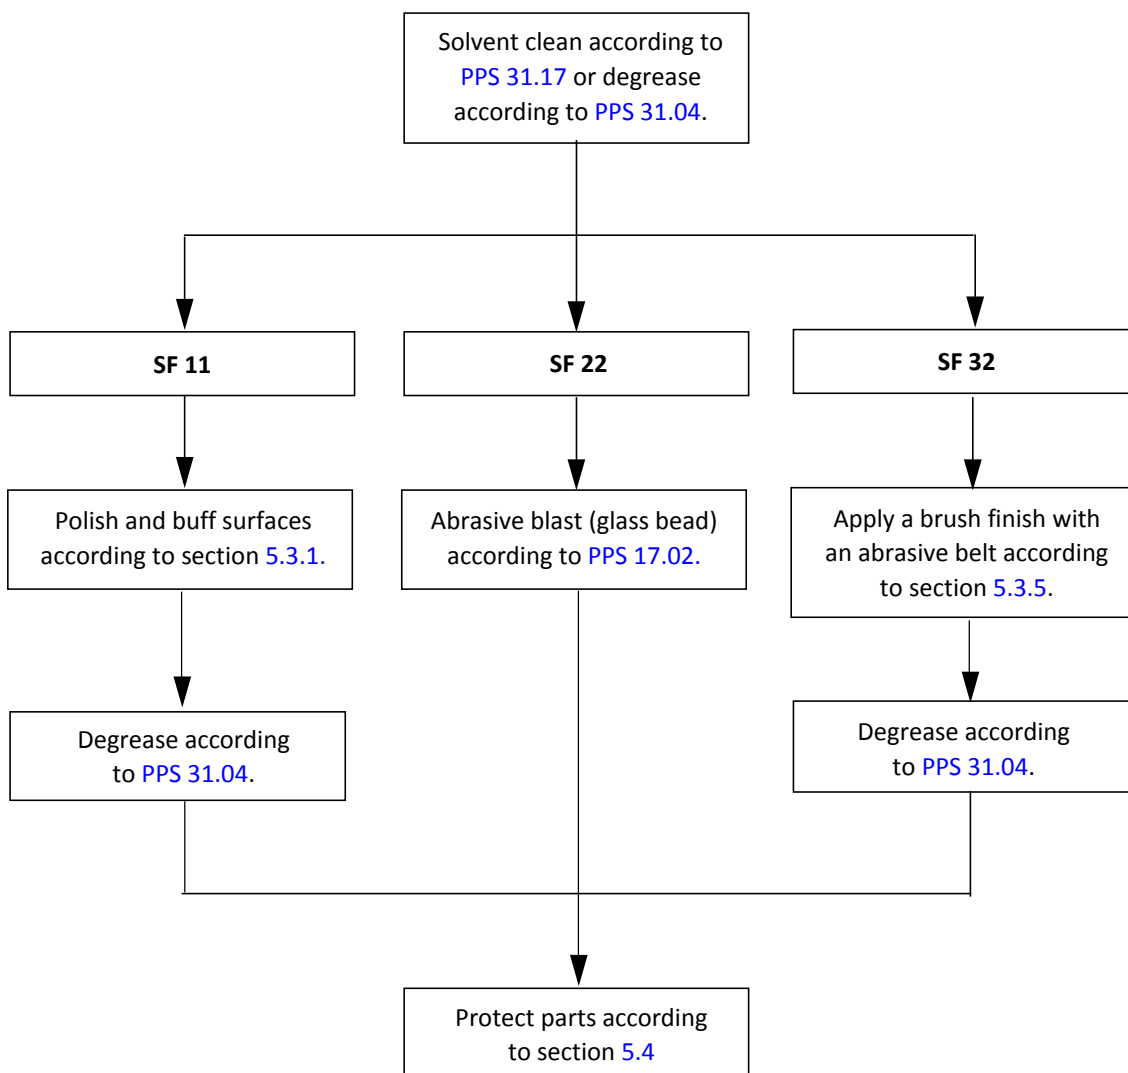 Solvent clean according to
PPS 31.17 or degrease
according to PPS 31.04.
SF 11
SF 22
SF 32
Polish and buff surfaces
according to section 5.3.1.
Abrasive blast (glass bead)
according to PPS 17.02.
Apply a brush finish with
an abrasive belt according
to section 5.3.5.
Degrease according
to PPS 31.04.
Degrease according
to PPS 31.04.
Protect parts according
to section 5.4